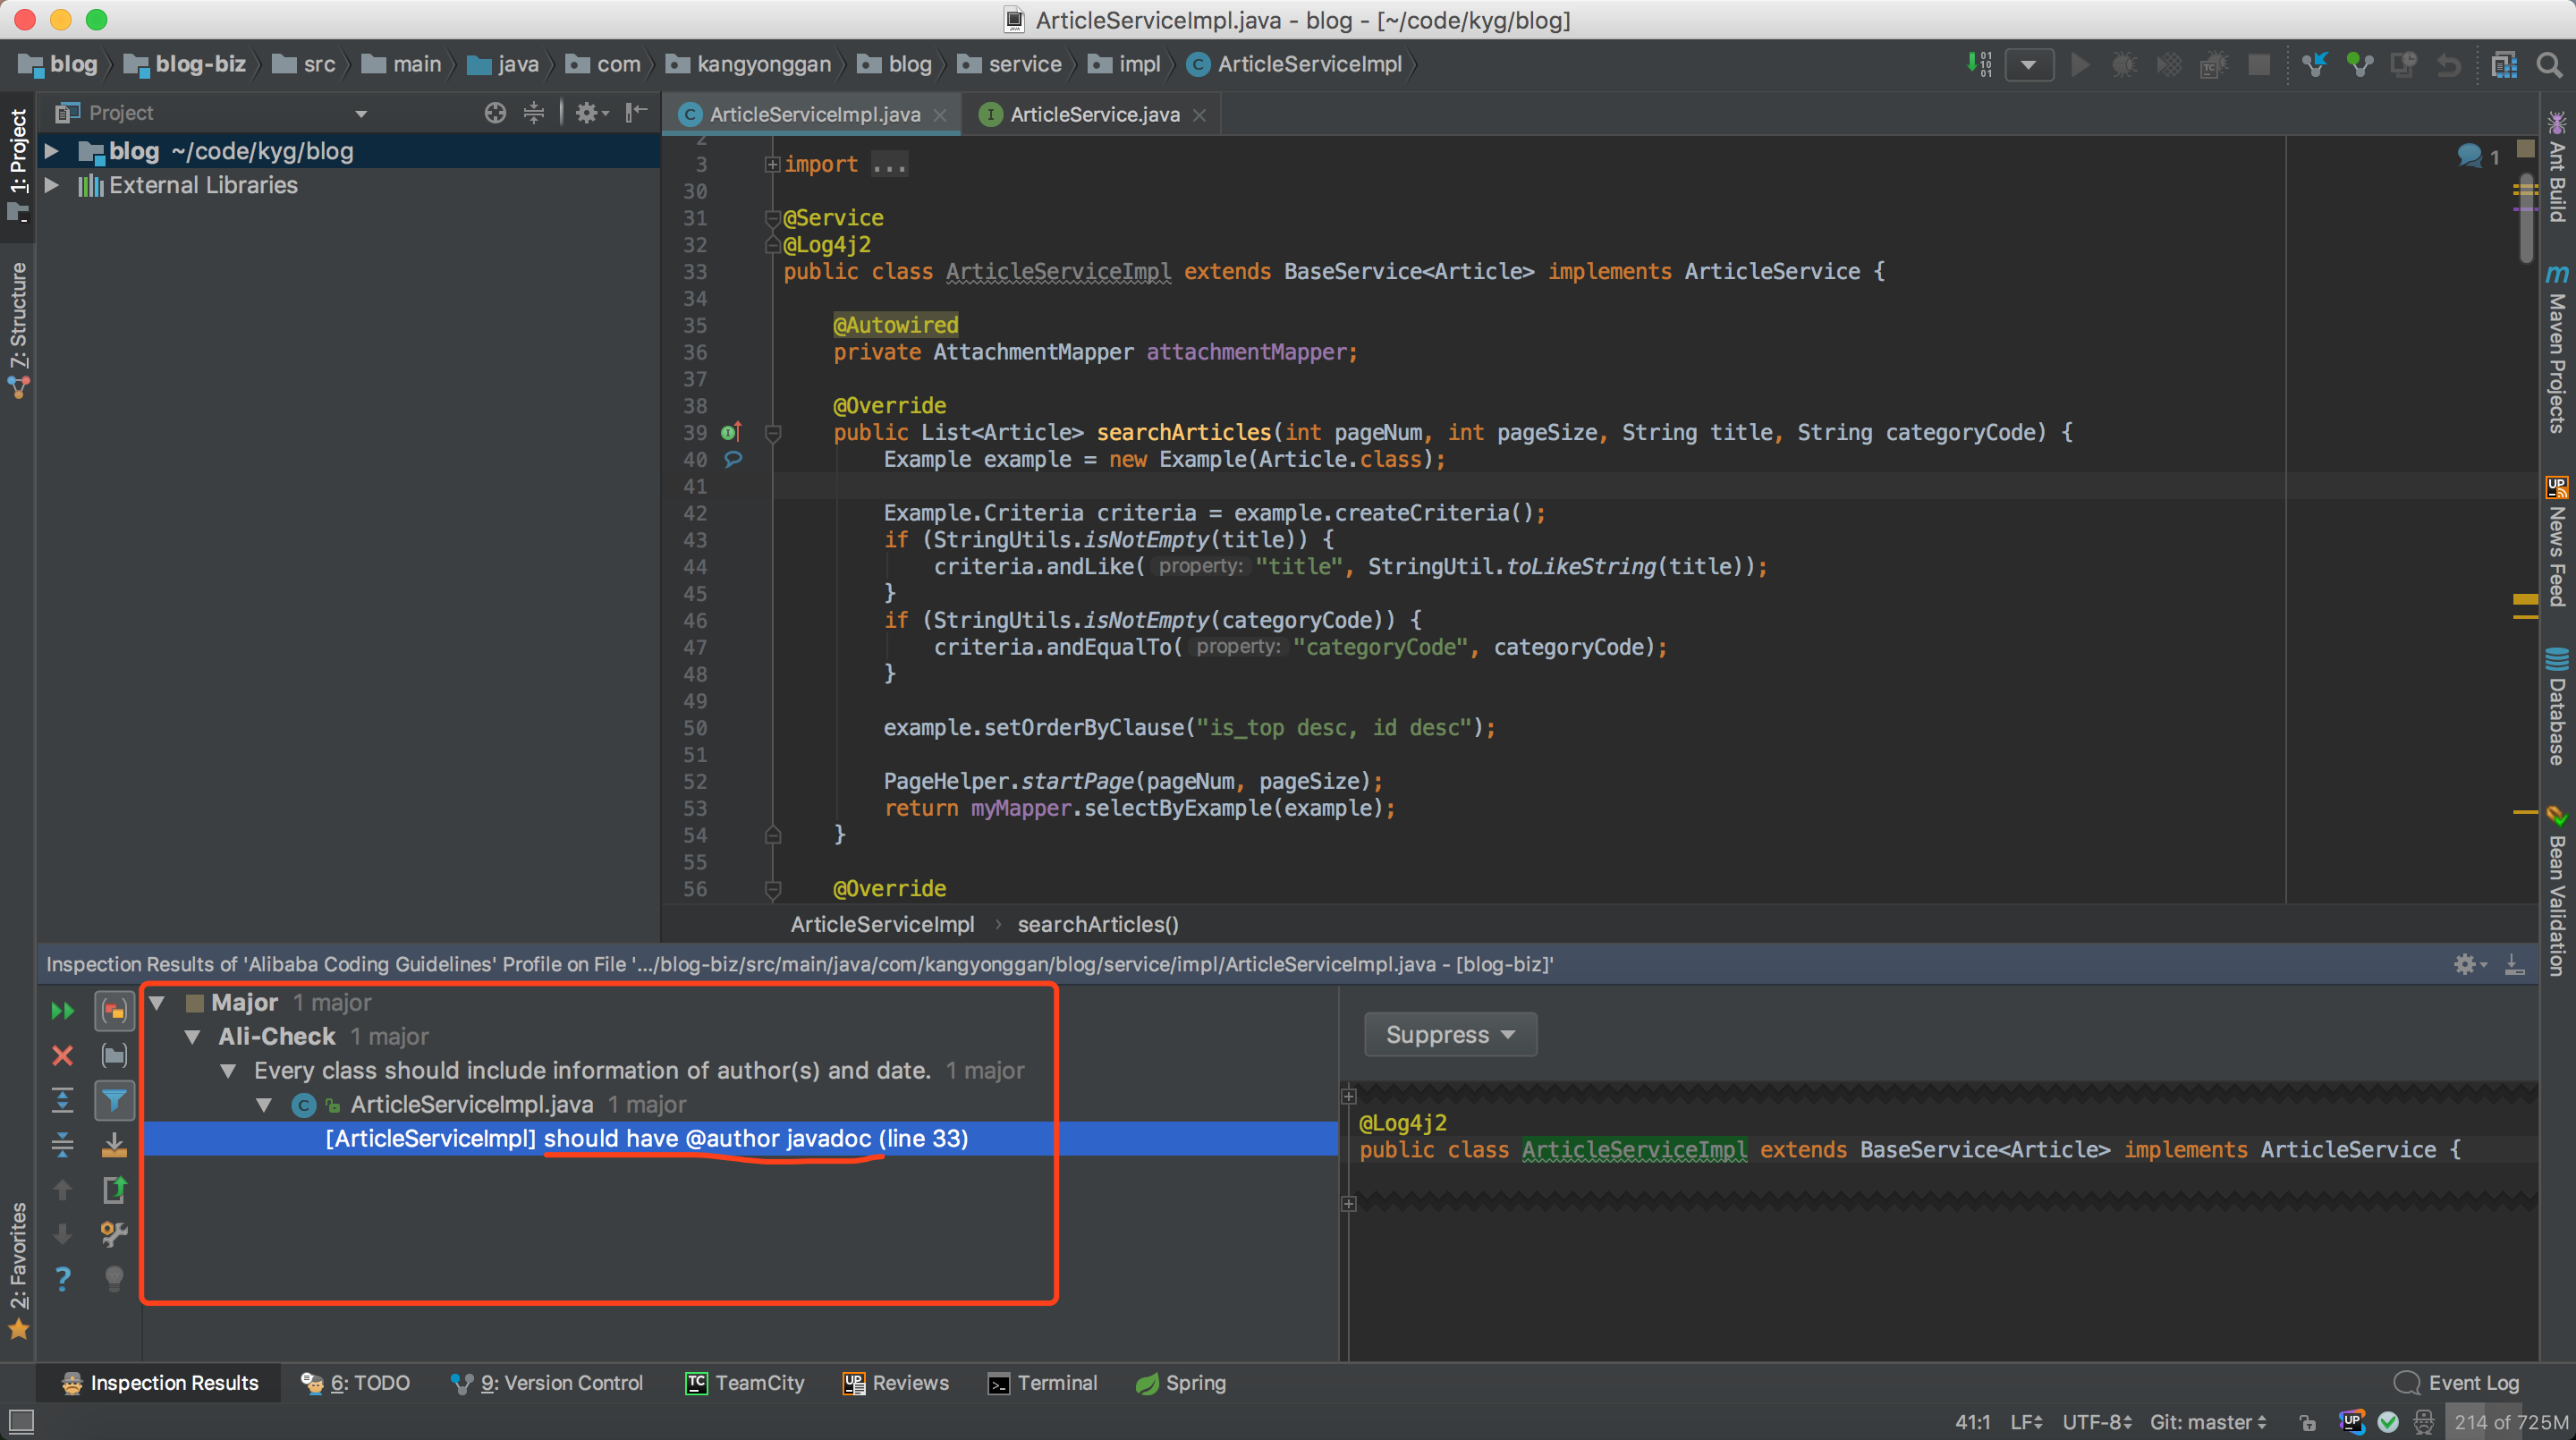 ArticleServiceImpl.java - blog - [~/code/kyg/blog]
blog blog-biz src main java com kangyonggan blog service impl ArticleServiceImpl
Project
ArticleServiceImpl.java ArticleService.java
blog ~/code/kyg/blog
External Libraries
1: Project
7: Structure
2: Favorites
2
3 import ...
30
31 @Service
32 @Log4j2
33 public class ArticleServiceImpl extends BaseService<Article> implements ArticleService {
34
35 @Autowired
36 private AttachmentMapper attachmentMapper;
37
38 @Override
39 public List<Article> searchArticles(int pageNum, int pageSize, String title, String categoryCode) {
40 Example example = new Example(Article.class);
41
42 Example.Criteria criteria = example.createCriteria();
43 if (StringUtils.isNotEmpty(title)) {
44 criteria.andLike( property: "title", StringUtil.toLikeString(title));
45 }
46 if (StringUtils.isNotEmpty(categoryCode)) {
47 criteria.andEqualTo( property: "categoryCode", categoryCode);
48 }
49
50 example.setOrderByClause("is_top desc, id desc");
51
52 PageHelper.startPage(pageNum, pageSize);
53 return myMapper.selectByExample(example);
54 }
55
56 @Override
1
ArticleServiceImpl › searchArticles()
Ant Build
Maven Projects
News Feed
Database
Bean Validation
Inspection Results of 'Alibaba Coding Guidelines' Profile on File '.../blog-biz/src/main/java/com/kangyonggan/blog/service/impl/ArticleServiceImpl.java - [blog-biz]'
Major 1 major
Ali-Check 1 major
Every class should include information of author(s) and date. 1 major
ArticleServiceImpl.java 1 major
[ArticleServiceImpl] should have @author javadoc (line 33)
Suppress
@Log4j2
public class ArticleServiceImpl extends BaseService<Article> implements ArticleService {
Inspection Results 6: TODO 9: Version Control TeamCity Reviews Terminal Spring Event Log
41:1 LF UTF-8 Git: master 214 of 725M